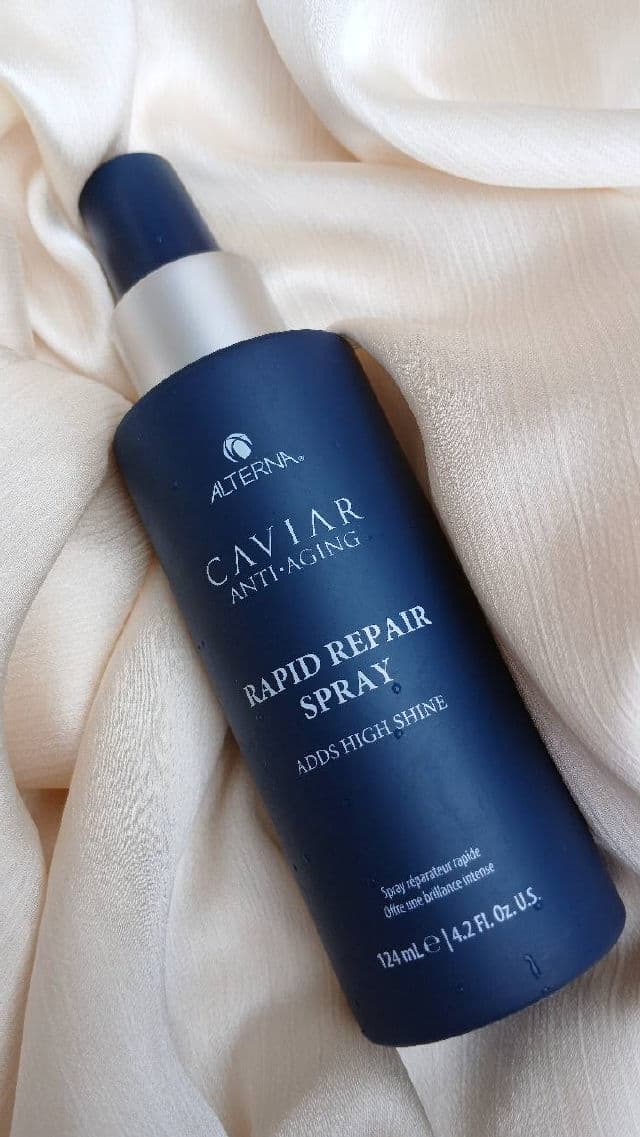 ALTERNA®
CAVIAR
ANTI·AGING
RAPID REPAIR
SPRAY
ADDS HIGH SHINE
Spray réparateur rapide
Offre une brillance intense
124 mL ℮ | 4.2 Fl. Oz. U.S.